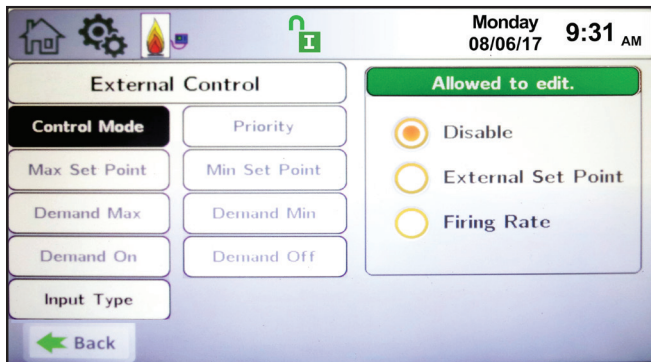 Monday
08/06/17
9:31 AM
I
External Control
Control Mode
Priority
Max Set Point
Min Set Point
Demand Max
Demand Min
Demand On
Demand Off
Input Type
Back
Allowed to edit.
Disable
External Set Point
Firing Rate